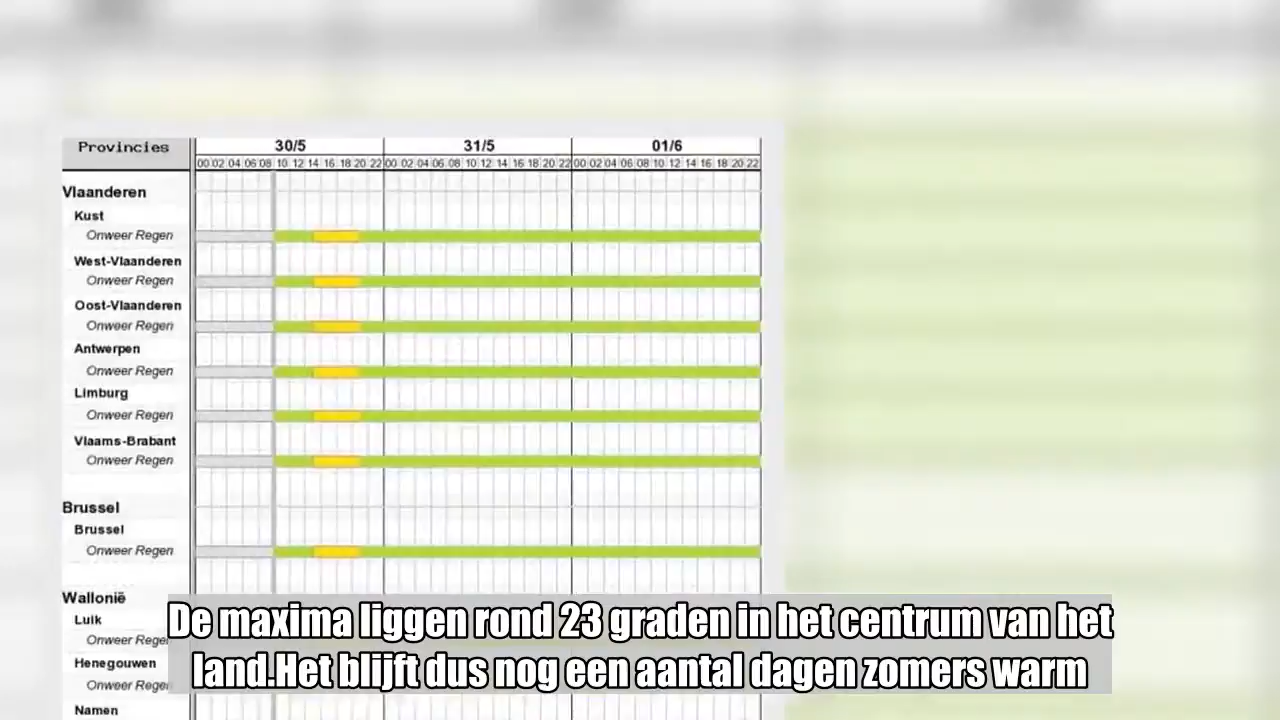 Provincies 30/5 31/5 01/6
00 02 04 06 08 10 12 14 16 18 20 22 00 02 04 06 08 10 12 14 16 18 20 22 00 02 04 06 08 10 12 14 16 18 20 22
Vlaanderen
Kust
Onweer Regen
West-Vlaanderen
Onweer Regen
Oost-Vlaanderen
Onweer Regen
Antwerpen
Onweer Regen
Limburg
Onweer Regen
Vlaams-Brabant
Onweer Regen
Brussel
Brussel
Onweer Regen
Wallonië
Luik
Onweer
Henegouwen
Onweer
Namen
De maxima liggen rond 23 graden in het centrum van het
land.Het blijft dus nog een aantal dagen zomers warm